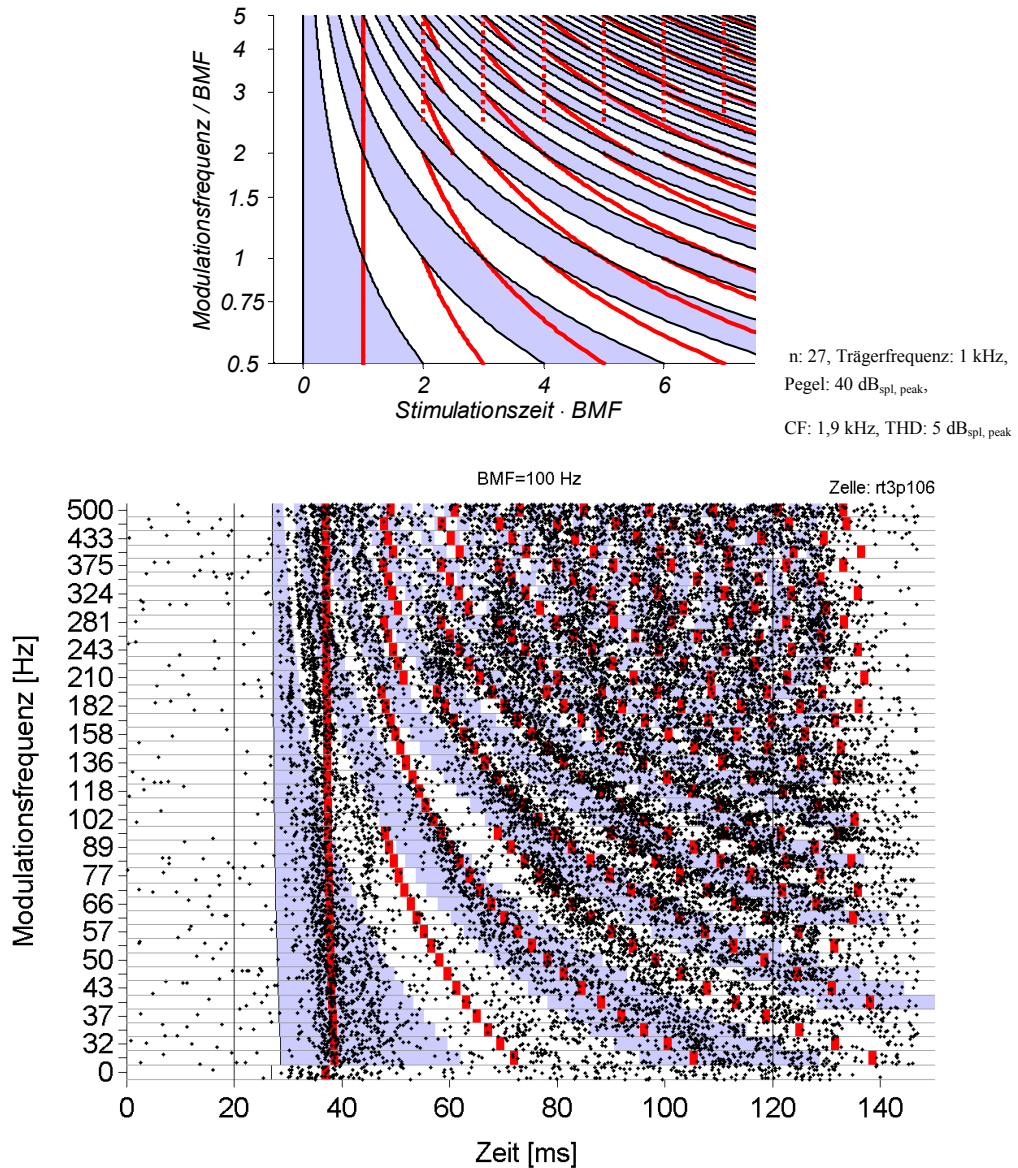 5
4
3
2
1.5
1
0.75
0.5
Modulationsfrequenz / BMF
0 2 4 6
Stimulationszeit · BMF
n: 27, Trägerfrequenz: 1 kHz,
Pegel: 40 dBspl, peak,
CF: 1,9 kHz, THD: 5 dBspl, peak
BMF=100 Hz
Zelle: rt3p106
500
433
375
324
281
243
210
182
158
136
118
102
89
77
66
57
50
43
37
32
0
Modulationsfrequenz [Hz]
0 20 40 60 80 100 120 140
Zeit [ms]